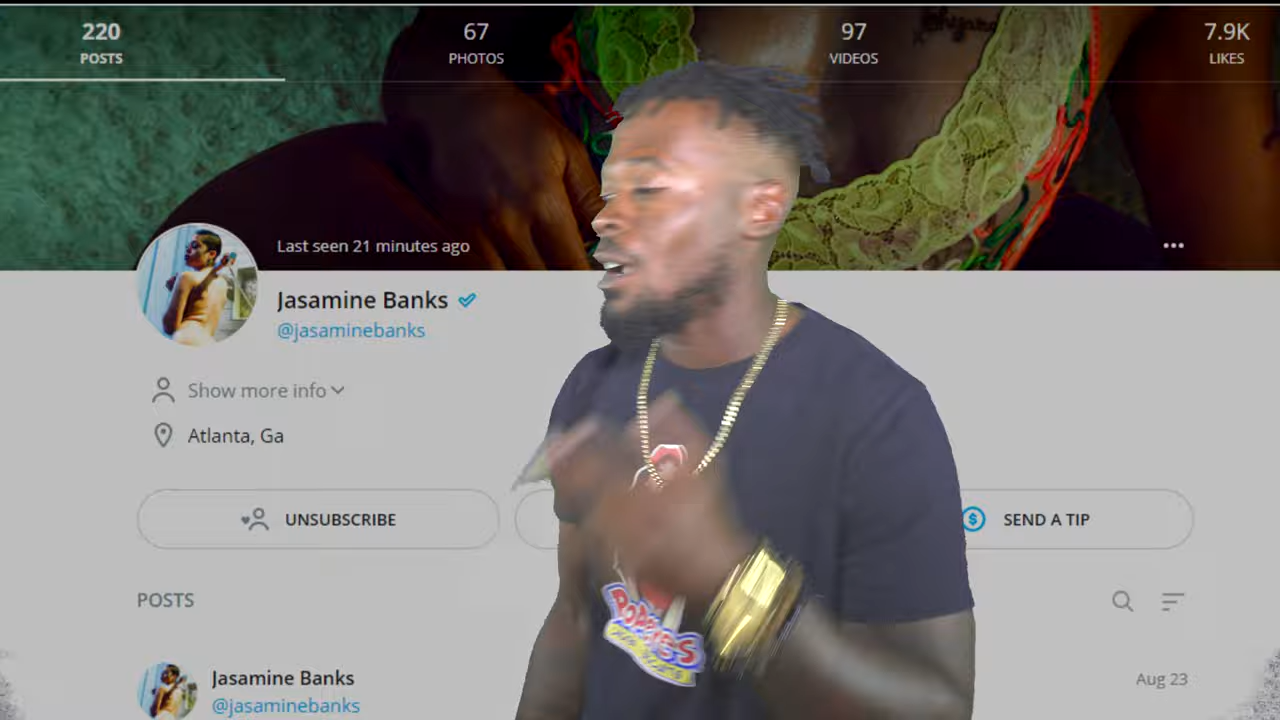 220
POSTS
67
PHOTOS
97
VIDEOS
7.9K
LIKES
Last seen 21 minutes ago
Jasamine Banks
@jasaminebanks
Show more info
Atlanta, Ga
UNSUBSCRIBE
SEND A TIP
POSTS
Jasamine Banks
@jasaminebanks
Aug 23